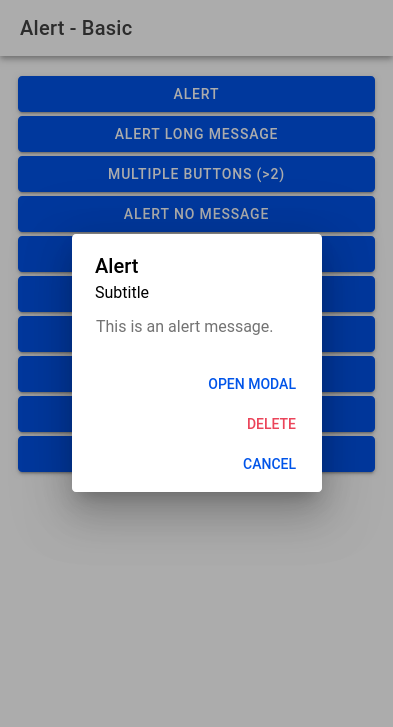 Alert - Basic
ALERT
ALERT LONG MESSAGE
MULTIPLE BUTTONS (>2)
ALERT NO MESSAGE
Alert
Subtitle
This is an alert message.
OPEN MODAL
DELETE
CANCEL